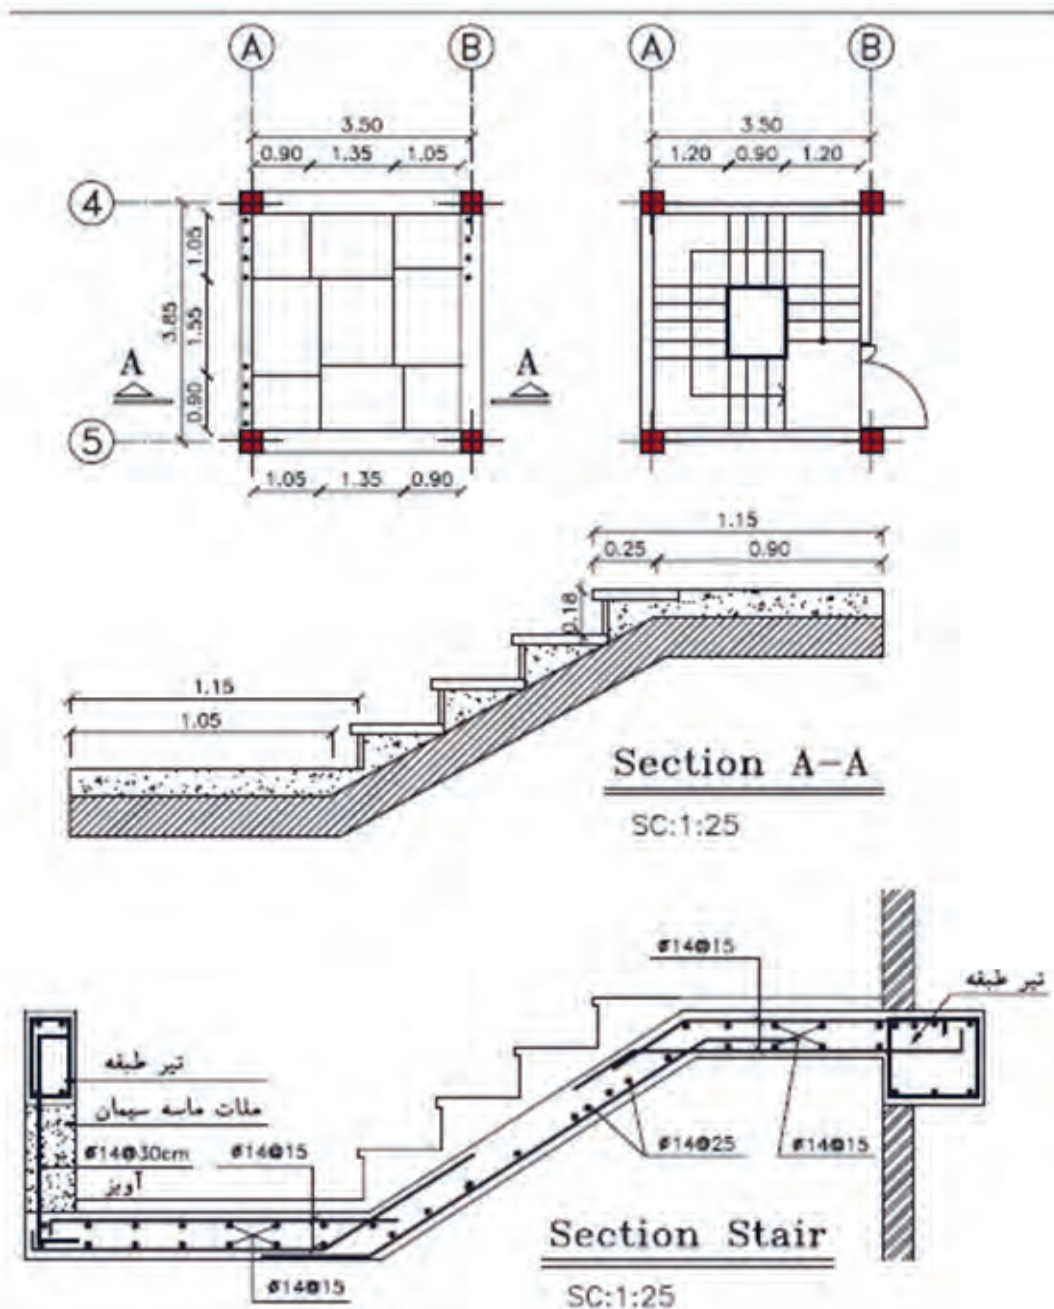 A B A B
3.50 3.50
0.90 1.35 1.05 1.20 0.90 1.20
4
1.05
3.85 1.55
A A
0.90
5
1.05 1.35 0.90
1.15
0.25 0.90
0.18
1.15
1.05
Section A-A
SC:1:25
ø14@15
تیر طبقه
تیر طبقه
ملات ماسه سیمان
ø14@30cm ø14@15 ø14@25 ø14@15
آویز
Section Stair
ø14@15
SC:1:25